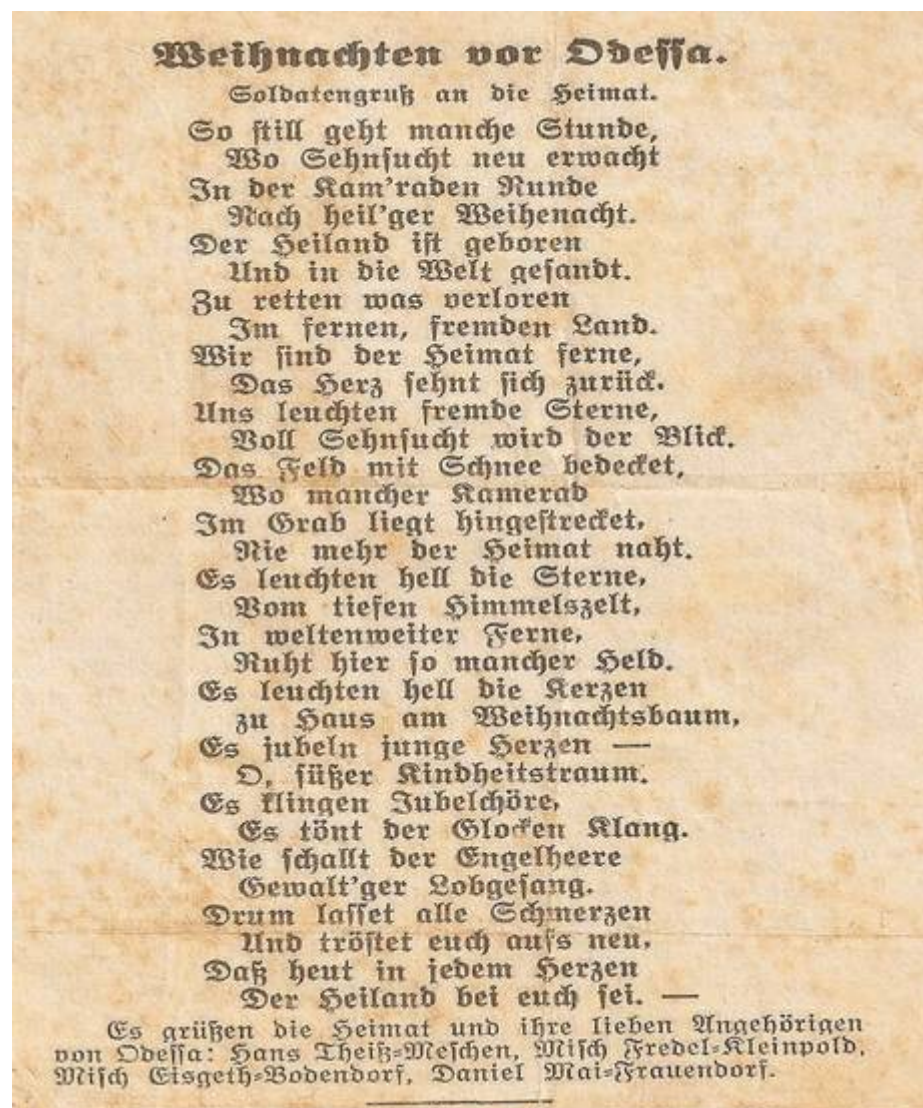 Weihnachten vor Odessa.
Soldatengruß an die Heimat.
So still geht manche Stunde,
Wo Sehnsucht neu erwacht
In der Kam'raden Runde
Nach heil'ger Weihenacht.
Der Heiland ist geboren
Und in die Welt gesandt.
Zu retten was verloren
Im fernen, fremden Land.
Wir sind der Heimat ferne,
Das Herz sehnt sich zurück.
Uns leuchten fremde Sterne,
Voll Sehnsucht wird der Blick.
Das Feld mit Schnee bedecket,
Wo mancher Kamerad
Im Grab liegt hingestrecket,
Nie mehr der Heimat naht.
Es leuchten hell die Sterne,
Vom tiefen Himmelszelt,
In weltenweiter Ferne,
Ruht hier so mancher Held.
Es leuchten hell die Kerzen
zu Haus am Weihnachtsbaum,
Es jubeln junge Herzen —
O, süßer Kindheitstraum.
Es klingen Jubelchöre,
Es tönt der Glocken Klang.
Wie schallt der Engelheere
Gewalt'ger Lobgesang.
Drum lasset alle Schmerzen
Und tröstet euch aufs neu,
Daß heut in jedem Herzen
Der Heiland bei euch sei. —
Es grüßen die Heimat und ihre lieben Angehörigen
von Odessa: Hans Theiß-Meschen, Misch Fredel-Kleinpold,
Misch Eisgeth-Bodendorf, Daniel Mai-Frauendorf.